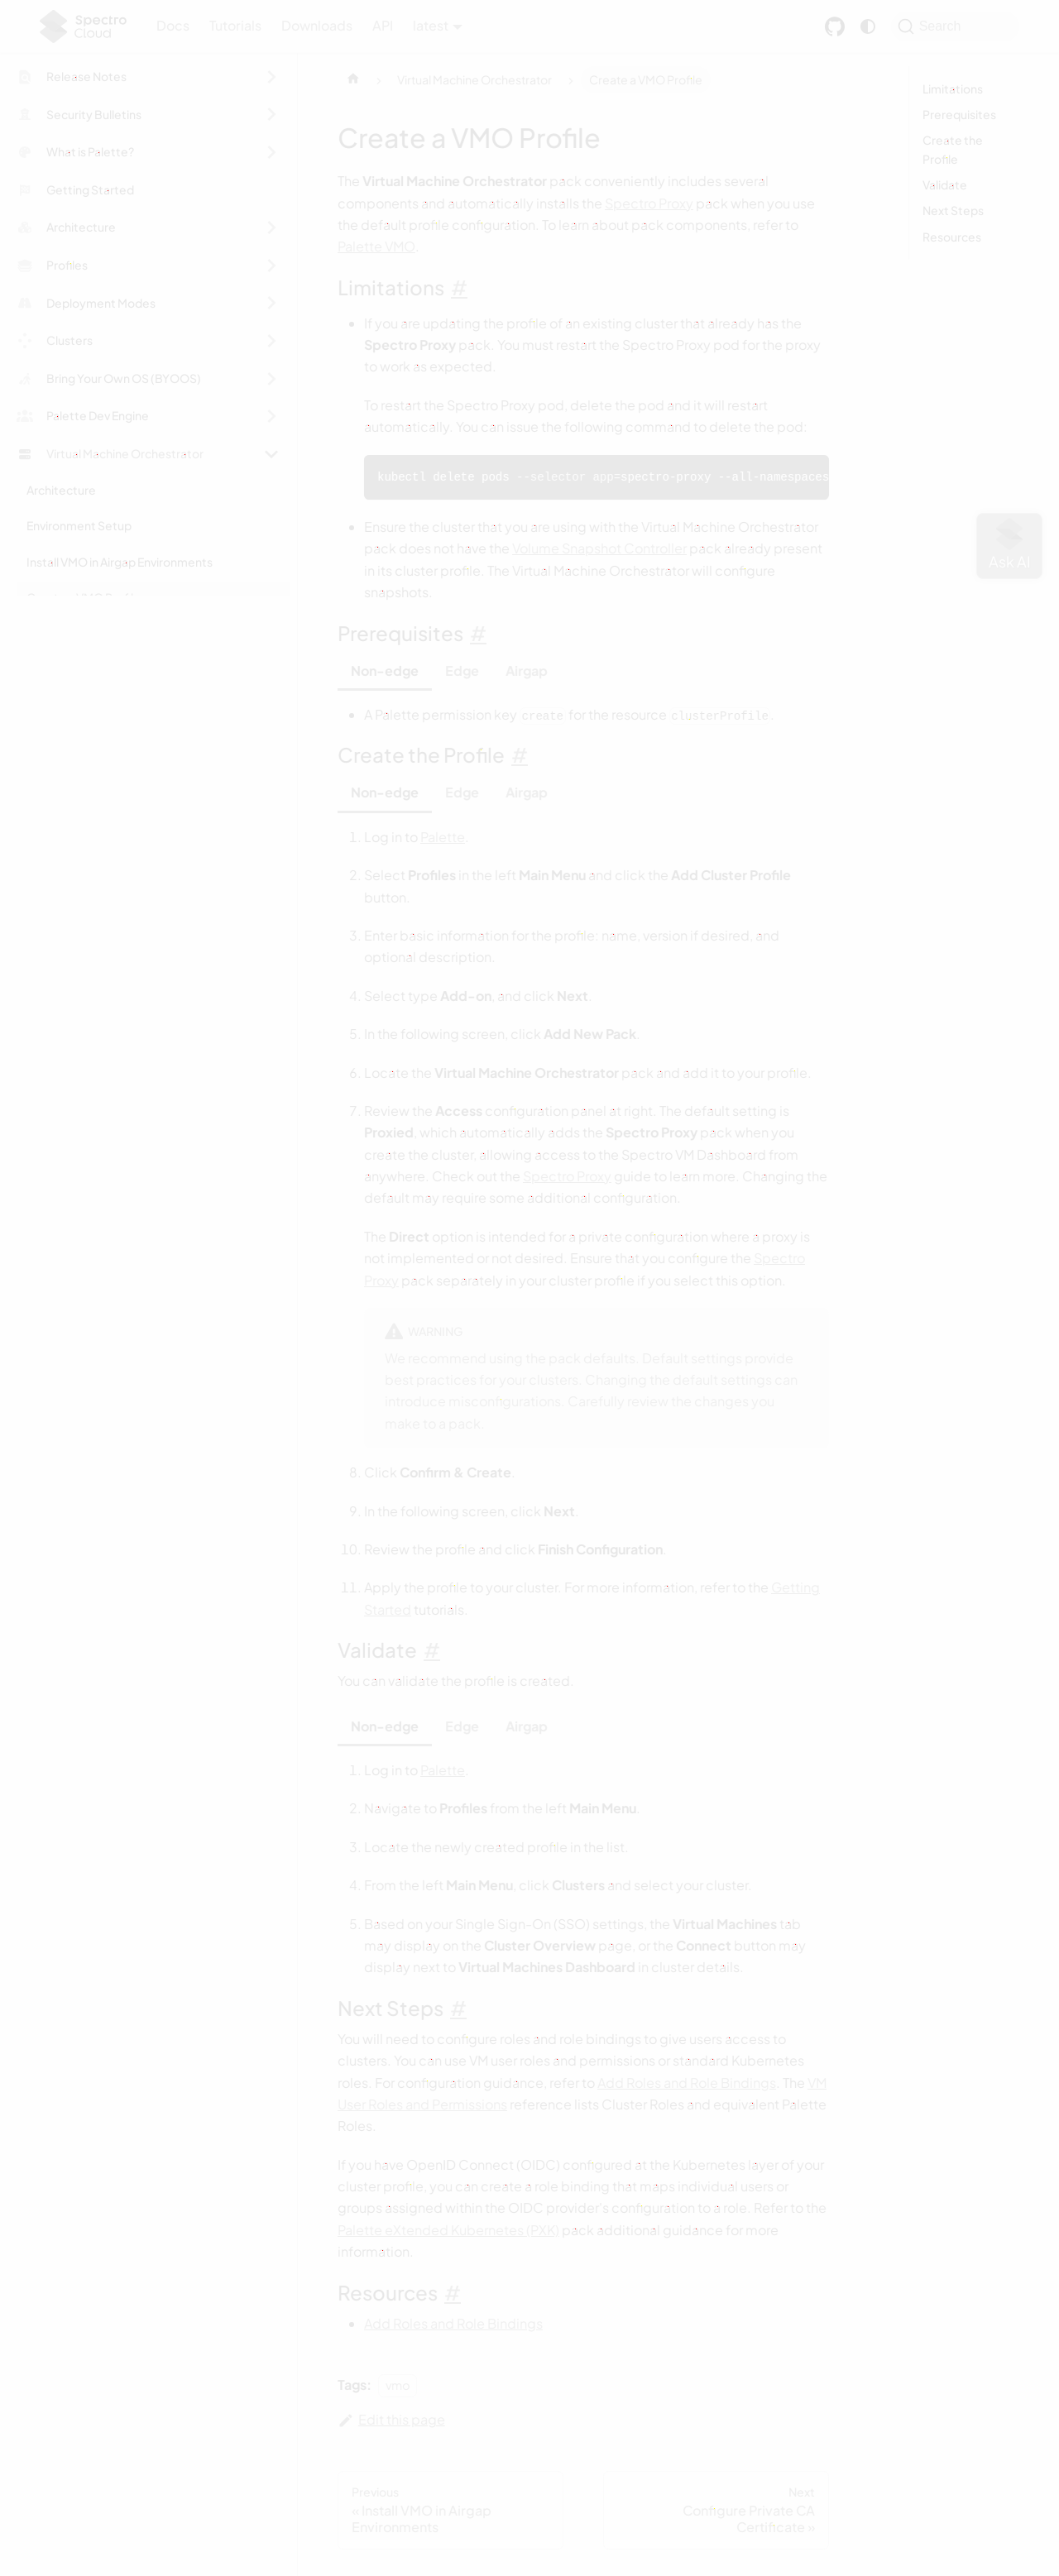 Spectro
Cloud
Docs
Tutorials
Downloads
API
latest
Search
Release Notes
Security Bulletins
What is Palette?
Getting Started
Architecture
Profiles
Deployment Modes
Clusters
Bring Your Own OS (BYOOS)
Palette Dev Engine
Virtual Machine Orchestrator
Architecture
Environment Setup
Install VMO in Airgap Environments
Virtual Machine Orchestrator
Create a VMO Profile
Create a VMO Profile
The Virtual Machine Orchestrator pack conveniently includes several
components and automatically installs the Spectro Proxy pack when you use
the default profile configuration. To learn about pack components, refer to
Palette VMO.
Limitations #
If you are updating the profile of an existing cluster that already has the
Spectro Proxy pack. You must restart the Spectro Proxy pod for the proxy
to work as expected.
To restart the Spectro Proxy pod, delete the pod and it will restart
automatically. You can issue the following command to delete the pod:
kubectl delete pods --selector app=spectro-proxy --all-namespaces
Ensure the cluster that you are using with the Virtual Machine Orchestrator
pack does not have the Volume Snapshot Controller pack already present
in its cluster profile. The Virtual Machine Orchestrator will configure
snapshots.
Prerequisites #
Non-edge
Edge
Airgap
A Palette permission key create for the resource clusterProfile.
Create the Profile #
Non-edge
Edge
Airgap
1. Log in to Palette.
2. Select Profiles in the left Main Menu and click the Add Cluster Profile
button.
3. Enter basic information for the profile: name, version if desired, and
optional description.
4. Select type Add-on, and click Next.
5. In the following screen, click Add New Pack.
6. Locate the Virtual Machine Orchestrator pack and add it to your profile.
7. Review the Access configuration panel at right. The default setting is
Proxied, which automatically adds the Spectro Proxy pack when you
create the cluster, allowing access to the Spectro VM Dashboard from
anywhere. Check out the Spectro Proxy guide to learn more. Changing the
default may require some additional configuration.
The Direct option is intended for a private configuration where a proxy is
not implemented or not desired. Ensure that you configure the Spectro
Proxy pack separately in your cluster profile if you select this option.
WARNING
We recommend using the pack defaults. Default settings provide
best practices for your clusters. Changing the default settings can
introduce misconfigurations. Carefully review the changes you
make to a pack.
8. Click Confirm & Create.
9. In the following screen, click Next.
10. Review the profile and click Finish Configuration.
11. Apply the profile to your cluster. For more information, refer to the Getting
Started tutorials.
Validate #
You can validate the profile is created.
Non-edge
Edge
Airgap
1. Log in to Palette.
2. Navigate to Profiles from the left Main Menu.
3. Locate the newly created profile in the list.
4. From the left Main Menu, click Clusters and select your cluster.
5. Based on your Single Sign-On (SSO) settings, the Virtual Machines tab
may display on the Cluster Overview page, or the Connect button may
display next to Virtual Machines Dashboard in cluster details.
Next Steps #
You will need to configure roles and role bindings to give users access to
clusters. You can use VM user roles and permissions or standard Kubernetes
roles. For configuration guidance, refer to Add Roles and Role Bindings. The VM
User Roles and Permissions reference lists Cluster Roles and equivalent Palette
Roles.
If you have OpenID Connect (OIDC) configured at the Kubernetes layer of your
cluster profile, you can create a role binding that maps individual users or
groups assigned within the OIDC provider's configuration to a role. Refer to the
Palette eXtended Kubernetes (PXK) pack additional guidance for more
information.
Resources #
Add Roles and Role Bindings
Tags:
vmo
Edit this page
Previous
« Install VMO in Airgap
Environments
Next
Configure Private CA
Certificate »
Limitations
Prerequisites
Create the
Profile
Validate
Next Steps
Resources
Ask AI